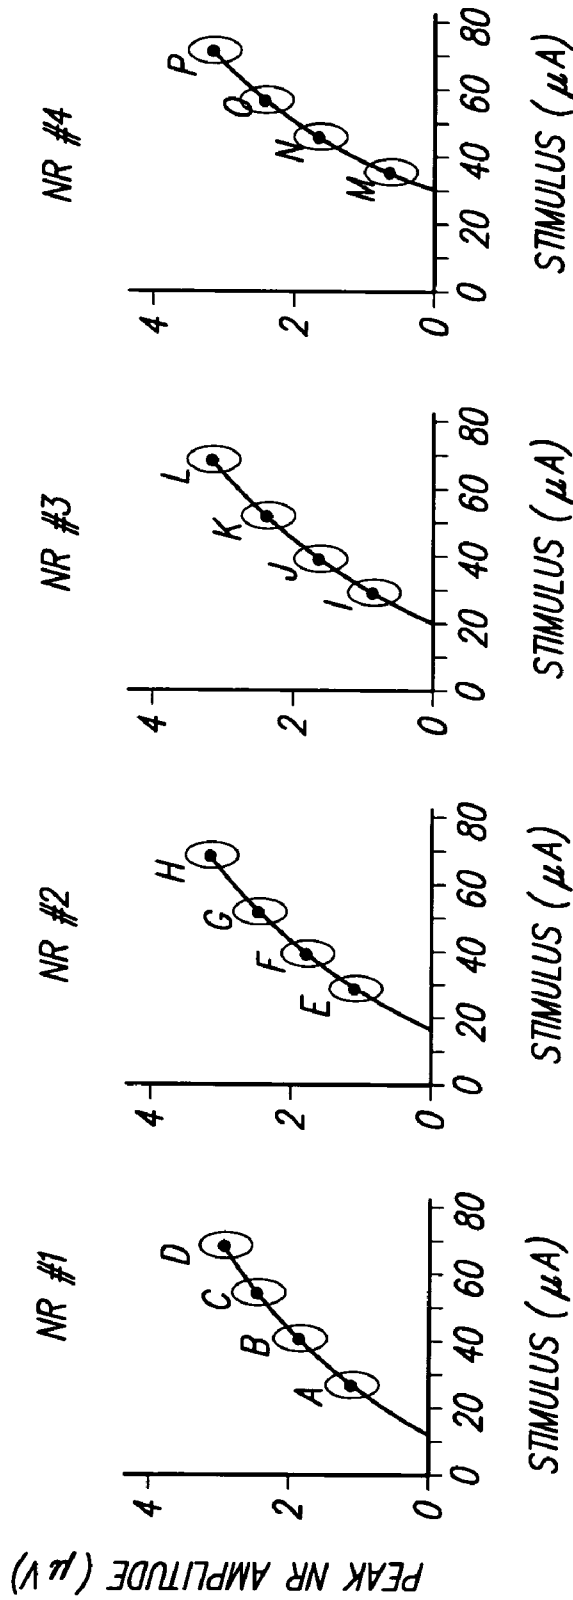 PEAK NR AMPLITUDE (µV)
NR #1
4
2
0
A
B
C
D
0 20 40 60 80
STIMULUS (µA)
NR #2
4
2
0
E
F
G
H
0 20 40 60 80
STIMULUS (µA)
NR #3
4
2
0
I
J
K
L
0 20 40 60 80
STIMULUS (µA)
NR #4
4
2
0
M
N
O
P
0 20 40 60 80
STIMULUS (µA)